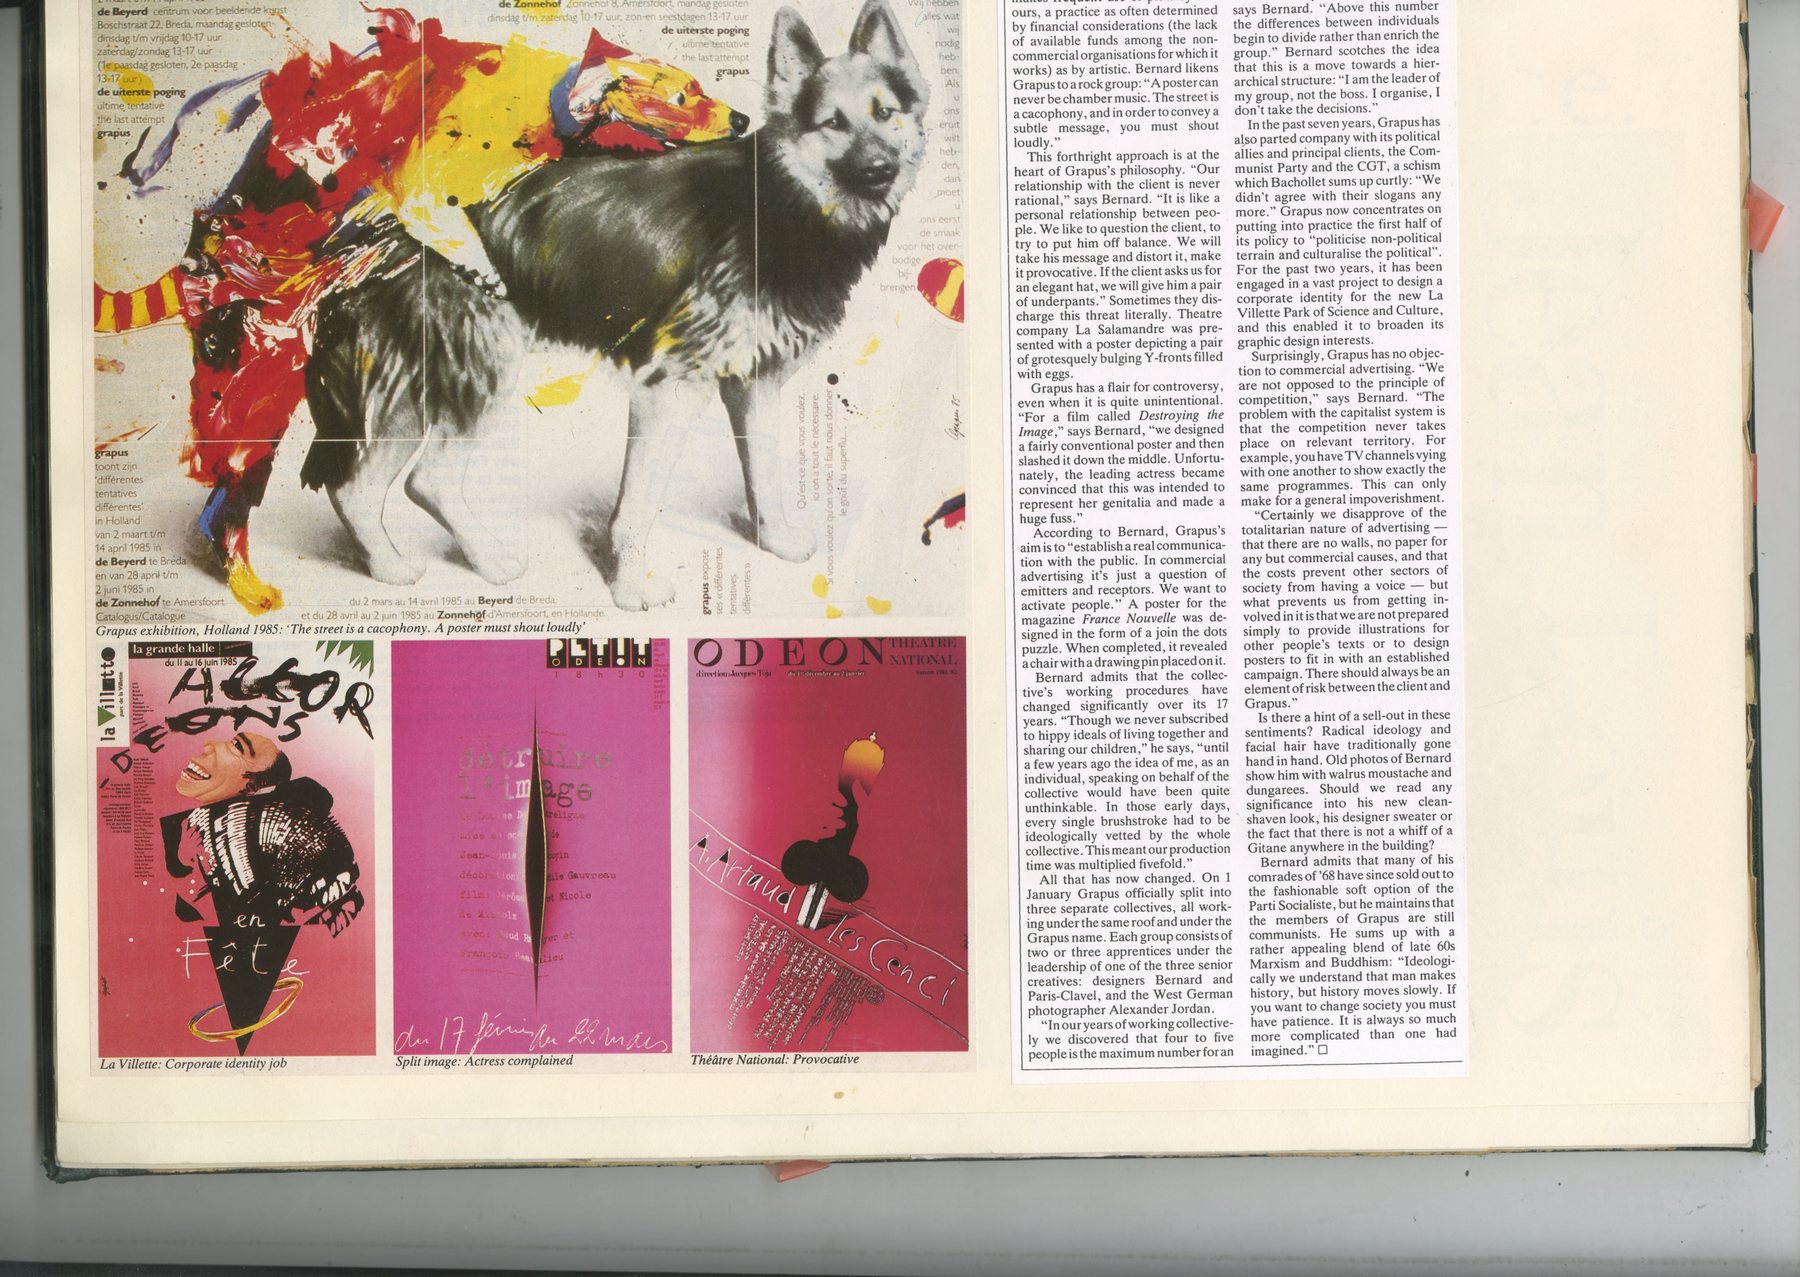 de Beyerd centrum voor beeldende kunst
Boschstraat 22, Breda, maandag gesloten
dinsdag t/m vrijdag 10-17 uur
zaterdag/zondag 13-17 uur
(1e paasdag gesloten, 2e paasdag
13-17 uur)
de uiterste poging
ultime tentative
the last attempt
grapus
de Zonnehof Zonnehof 8, Amersfoort, mandag gesloten
dinsdag t/m zaterdag 10-17 uur, zon-en feestdagen 13-17 uur
de uiterste poging
ultime tentative
the last attempt
grapus
Wij hebben
alles wat
wij
nodig
heb-
ben.
Als
u
ons
eruit
wilt
heb-
den,
dan
moet
u
ons eerst
de smaak
voor het over-
bodige
bij-
brengen
grapus
toont zijn
'différentes
tentatives
différentes'
in Holland
van 2 maart t/m
14 april 1985 in
de Beyerd te Breda
en van 28 april t/m
2 juni 1985 in
de Zonnehof te Amersfoort
Catalogus/Catalogue
du 2 mars au 14 avril 1985 au Beyerd de Breda,
et du 28 avril au 2 juin 1985 au Zonnehof d'Amersfoort, en Hollande.
grapus expose
ses «différentes
tentatives
différentes»
Qu'est-ce que vous voulez,
ici on a tout le nécessaire.
si vous voulez qu'on sorte, il faut nous donner
le goût du superflu...
Grapus 85
Grapus exhibition, Holland 1985: 'The street is a cacophony. A poster must shout loudly'
la Villette
parc de la Villette
la grande halle
du 11 au 16 juin 1985
ACCORDEONS
en
Fête
La Villette: Corporate identity job
PETIT
ODEON
18h30
détruire
l'image
du 17 février au 22 mars
Split image: Actress complained
ODEON THEATRE
NATIONAL
A. Artaud
Les Cenci
Théâtre National: Provocative
ours, a practice as often determined
by financial considerations (the lack
of available funds among the non-
commercial organisations for which it
works) as by artistic. Bernard likens
Grapus to a rock group: “A poster can
never be chamber music. The street is
a cacophony, and in order to convey a
subtle message, you must shout
loudly.”
This forthright approach is at the
heart of Grapus's philosophy. “Our
relationship with the client is never
rational,” says Bernard. “It is like a
personal relationship between peo-
ple. We like to question the client, to
try to put him off balance. We will
take his message and distort it, make
it provocative. If the client asks us for
an elegant hat, we will give him a pair
of underpants.” Sometimes they dis-
charge this threat literally. Theatre
company La Salamandre was pre-
sented with a poster depicting a pair
of grotesquely bulging Y-fronts filled
with eggs.
Grapus has a flair for controversy,
even when it is quite unintentional.
“For a film called Destroying the
Image,” says Bernard, “we designed
a fairly conventional poster and then
slashed it down the middle. Unfortu-
nately, the leading actress became
convinced that this was intended to
represent her genitalia and made a
huge fuss.”
According to Bernard, Grapus's
aim is to “establish a real communica-
tion with the public. In commercial
advertising it's just a question of
emitters and receptors. We want to
activate people.” A poster for the
magazine France Nouvelle was de-
signed in the form of a join the dots
puzzle. When completed, it revealed
a chair with a drawing pin placed on it.
Bernard admits that the collec-
tive's working procedures have
changed significantly over its 17
years. “Though we never subscribed
to hippy ideals of living together and
sharing our children,” he says, “until
a few years ago the idea of me, as an
individual, speaking on behalf of the
collective would have been quite
unthinkable. In those early days,
every single brushstroke had to be
ideologically vetted by the whole
collective. This meant our production
time was multiplied fivefold.”
All that has now changed. On 1
January Grapus officially split into
three separate collectives, all work-
ing under the same roof and under the
Grapus name. Each group consists of
two or three apprentices under the
leadership of one of the three senior
creatives: designers Bernard and
Paris-Clavel, and the West German
photographer Alexander Jordan.
“In our years of working collective-
ly we discovered that four to five
people is the maximum number for an
says Bernard. “Above this number
the differences between individuals
begin to divide rather than enrich the
group.” Bernard scotches the idea
that this is a move towards a hier-
archical structure: “I am the leader of
my group, not the boss. I organise, I
don't take the decisions.”
In the past seven years, Grapus has
also parted company with its political
allies and principal clients, the Com-
munist Party and the CGT, a schism
which Bachollet sums up curtly: “We
didn't agree with their slogans any
more.” Grapus now concentrates on
putting into practice the first half of
its policy to “politicise non-political
terrain and culturalise the political”.
For the past two years, it has been
engaged in a vast project to design a
corporate identity for the new La
Villette Park of Science and Culture,
and this enabled it to broaden its
graphic design interests.
Surprisingly, Grapus has no objec-
tion to commercial advertising. “We
are not opposed to the principle of
competition,” says Bernard. “The
problem with the capitalist system is
that the competition never takes
place on relevant territory. For
example, you have TV channels vying
with one another to show exactly the
same programmes. This can only
make for a general impoverishment.
“Certainly we disapprove of the
totalitarian nature of advertising —
that there are no walls, no paper for
any but commercial causes, and that
the costs prevent other sectors of
society from having a voice — but
what prevents us from getting in-
volved in it is that we are not prepared
simply to provide illustrations for
other people's texts or to design
posters to fit in with an established
campaign. There should always be an
element of risk between the client and
Grapus.”
Is there a hint of a sell-out in these
sentiments? Radical ideology and
facial hair have traditionally gone
hand in hand. Old photos of Bernard
show him with walrus moustache and
dungarees. Should we read any
significance into his new clean-
shaven look, his designer sweater or
the fact that there is not a whiff of a
Gitane anywhere in the building?
Bernard admits that many of his
comrades of '68 have since sold out to
the fashionable soft option of the
Parti Socialiste, but he maintains that
the members of Grapus are still
communists. He sums up with a
rather appealing blend of late 60s
Marxism and Buddhism: “Ideologi-
cally we understand that man makes
history, but history moves slowly. If
you want to change society you must
have patience. It is always so much
more complicated than one had
imagined.” □